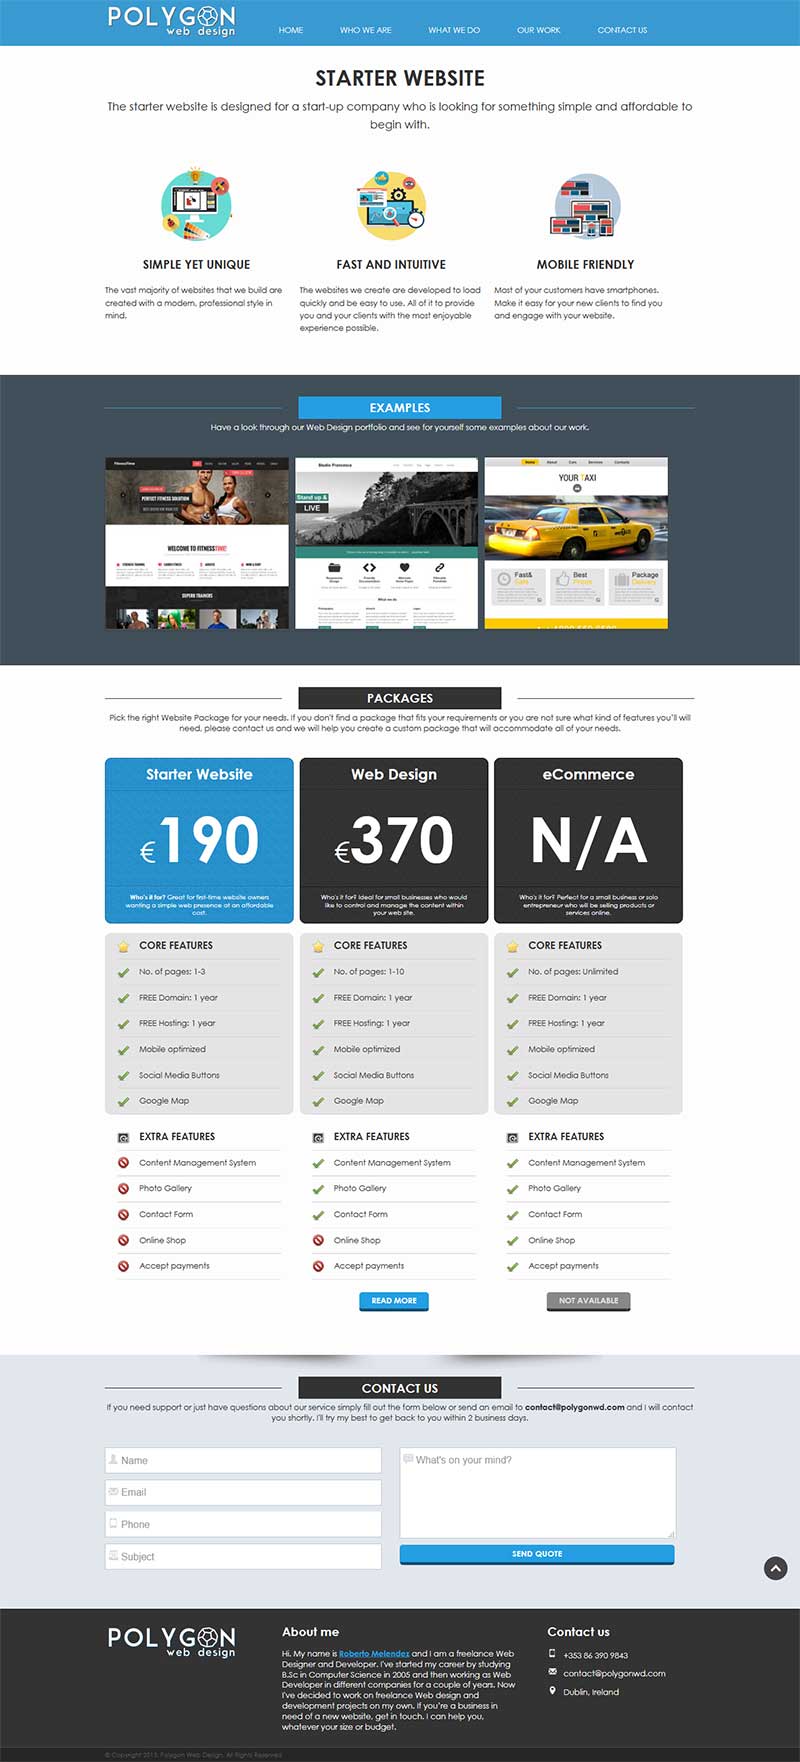 POLYGON
web design
HOME
WHO WE ARE
WHAT WE DO
OUR WORK
CONTACT US
STARTER WEBSITE
The starter website is designed for a start-up company who is looking for something simple and affordable to
begin with.
SIMPLE YET UNIQUE
The vast majority of websites that we build are
created with a modern, professional style in
mind.
FAST AND INTUITIVE
The websites we create are developed to load
quickly and be easy to use. All of it to provide
you and your clients with the most enjoyable
experience possible.
MOBILE FRIENDLY
Most of your customers have smartphones.
Make it easy for your new clients to find you
and engage with your website.
EXAMPLES
Have a look through our Web Design portfolio and see for yourself some examples about our work.
PERFECT FITNESS SOLUTION
WELCOME TO FITNESSTIME!
SUPERB TRAINERS
Studio Francesca
Stand up &
LIVE
What we do
Home
About
Cars
Services
Contacts
YOUR TAXI
Fast&
Safe
Best
Prices
Package
Delivery
PACKAGES
Pick the right Website Package for your needs. If you don't find a package that fits your requirements or you are not sure what kind of features you'll will
need, please contact us and we will help you create a custom package that will accommodate all of your needs.
Starter Website
€190
Who's it for? Great for first-time website owners
wanting a simple web presence at an affordable
cost.
CORE FEATURES
No. of pages: 1-3
FREE Domain: 1 year
FREE Hosting: 1 year
Mobile optimized
Social Media Buttons
Google Map
EXTRA FEATURES
Content Management System
Photo Gallery
Contact Form
Online Shop
Accept payments
Web Design
€370
Who's it for? Ideal for small businesses who would
like to control and manage the content within
your web site.
CORE FEATURES
No. of pages: 1-10
FREE Domain: 1 year
FREE Hosting: 1 year
Mobile optimized
Social Media Buttons
Google Map
EXTRA FEATURES
Content Management System
Photo Gallery
Contact Form
Online Shop
Accept payments
READ MORE
eCommerce
N/A
Who's it for? Perfect for a small business or solo
entrepreneur who will be selling products or
services online.
CORE FEATURES
No. of pages: Unlimited
FREE Domain: 1 year
FREE Hosting: 1 year
Mobile optimized
Social Media Buttons
Google Map
EXTRA FEATURES
Content Management System
Photo Gallery
Contact Form
Online Shop
Accept payments
NOT AVAILABLE
CONTACT US
If you need support or just have questions about our service simply fill out the form below or send an email to contact@polygonwd.com and I will contact
you shortly. I'll try my best to get back to you within 2 business days.
Name
Email
Phone
Subject
What's on your mind?
SEND QUOTE
POLYGON
web design
About me
Hi. My name is Roberto Melendez and I am a freelance Web
Designer and Developer. I've started my career by studying
B.Sc in Computer Science in 2005 and then working as Web
Developer in different companies for a couple of years. Now
I've decided to work on freelance Web design and
development projects on my own. If you're a business in
need of a new website, get in touch. I can help you,
whatever your size or budget.
Contact us
+353 86 390 9843
contact@polygonwd.com
Dublin, Ireland
© Copyright 2015. Polygon Web Design. All Rights Reserved